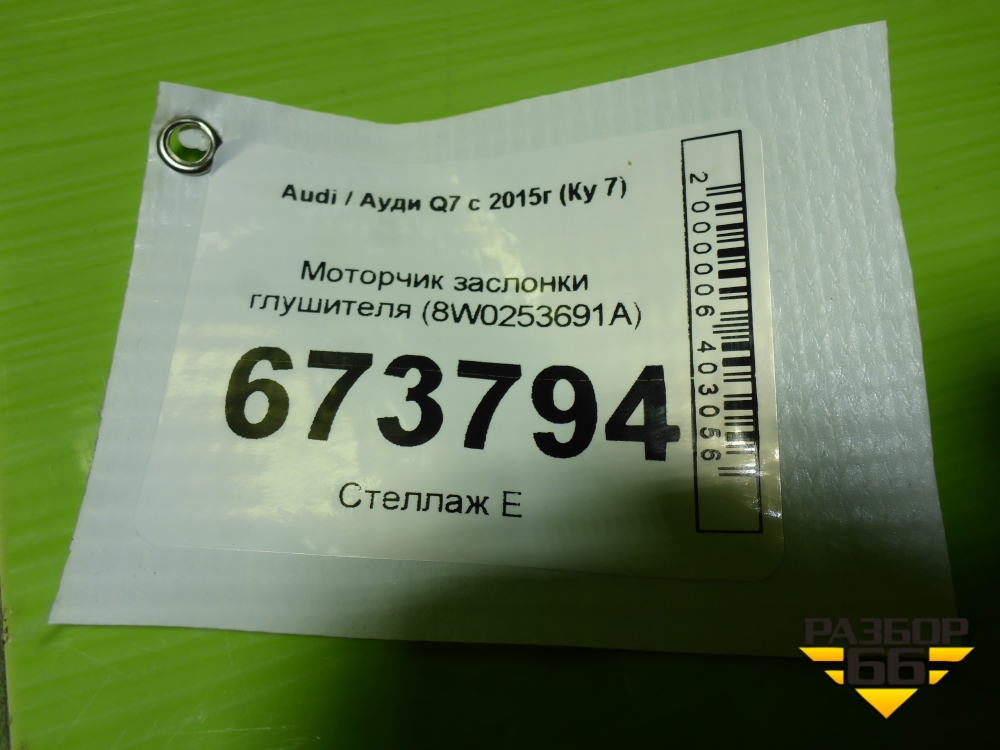 Audi / Ауди Q7 с 2015г (Ку 7)
Моторчик заслонки
глушителя (8W0253691A)
673794
Стеллаж Е
2000006403056
РАЗБОР
66